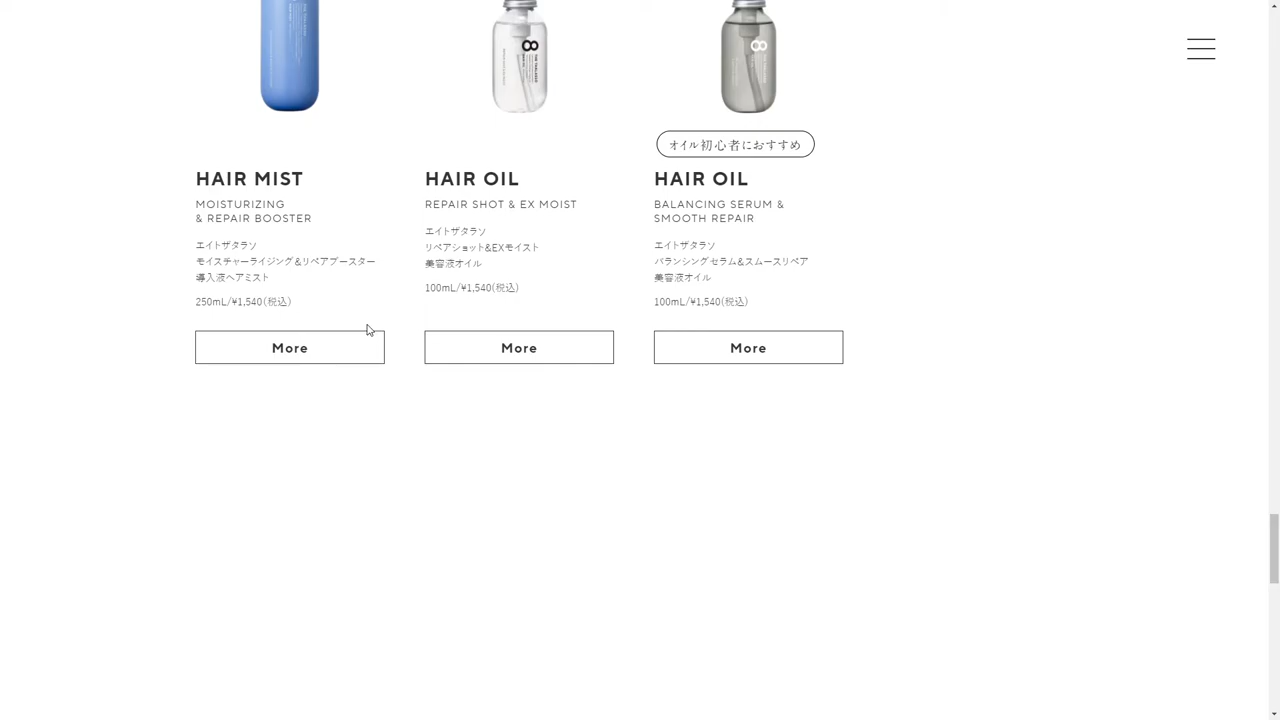 オイル初心者におすすめ
HAIR MIST
MOISTURIZING
& REPAIR BOOSTER
エイトザタラソ
モイスチャーライジング&リペアブースター
導入液ヘアミスト
250mL/¥1,540(税込)
More
HAIR OIL
REPAIR SHOT & EX MOIST
エイトザタラソ
リペアショット&EXモイスト
美容液オイル
100mL/¥1,540(税込)
More
HAIR OIL
BALANCING SERUM &
SMOOTH REPAIR
エイトザタラソ
バランシングセラム&スムースリペア
美容液オイル
100mL/¥1,540(税込)
More